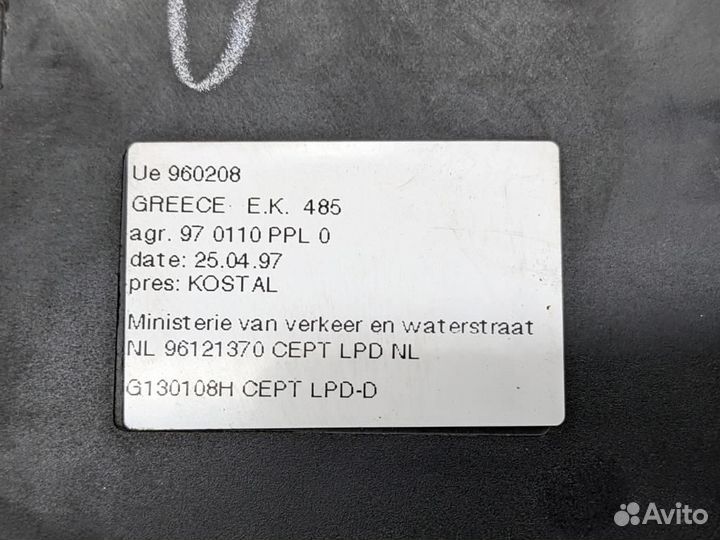 Ue 960208
GREECE E.K. 485
agr. 97 0110 PPL 0
date: 25.04.97
pres: KOSTAL
Ministerie van verkeer en waterstraat
NL 96121370 CEPT LPD NL
G130108H CEPT LPD-D
Avito